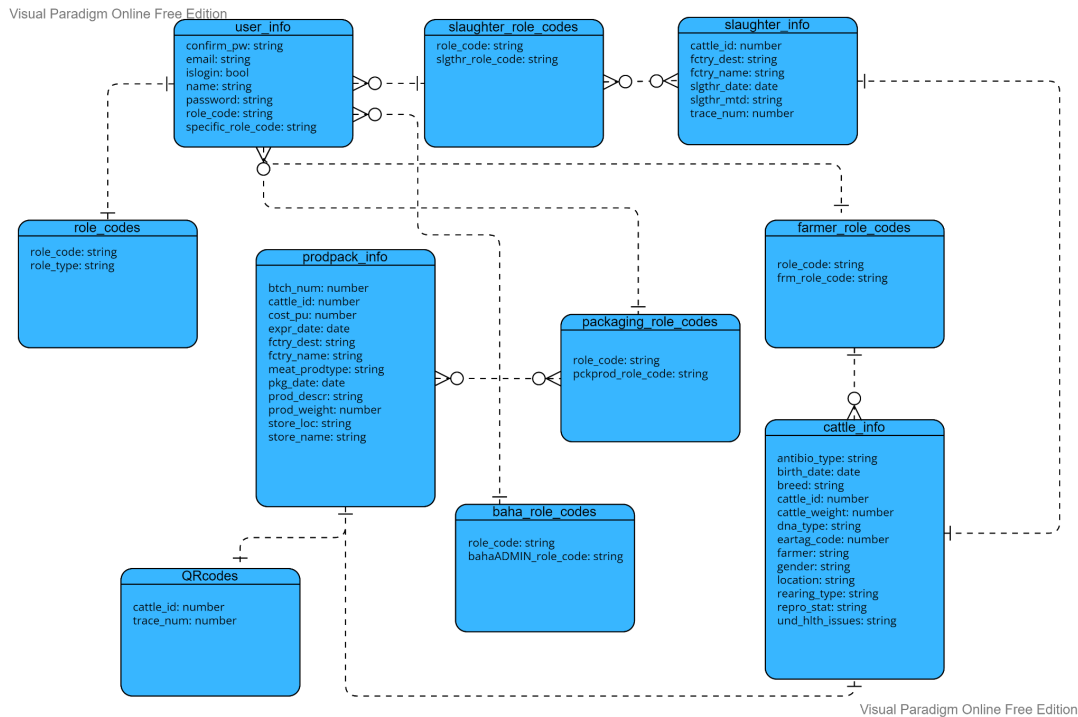 Visual Paradigm Online Free Edition
user_info
confirm_pw: string
email: string
islogin: bool
name: string
password: string
role_code: string
specific_role_code: string
slaughter_role_codes
role_code: string
slgthr_role_code: string
slaughter_info
cattle_id: number
fctry_dest: string
fctry_name: string
slgthr_date: date
slgthr_mtd: string
trace_num: number
role_codes
role_code: string
role_type: string
farmer_role_codes
role_code: string
frm_role_code: string
prodpack_info
btch_num: number
cattle_id: number
cost_pu: number
expr_date: date
fctry_dest: string
fctry_name: string
meat_prodtype: string
pkg_date: date
prod_descr: string
prod_weight: number
store_loc: string
store_name: string
packaging_role_codes
role_code: string
pckprod_role_code: string
cattle_info
antibio_type: string
birth_date: date
breed: string
cattle_id: number
cattle_weight: number
dna_type: string
eartag_code: number
farmer: string
gender: string
location: string
rearing_type: string
repro_stat: string
und_hlth_issues: string
baha_role_codes
role_code: string
bahaADMIN_role_code: string
QRcodes
cattle_id: number
trace_num: number
Visual Paradigm Online Free Edition